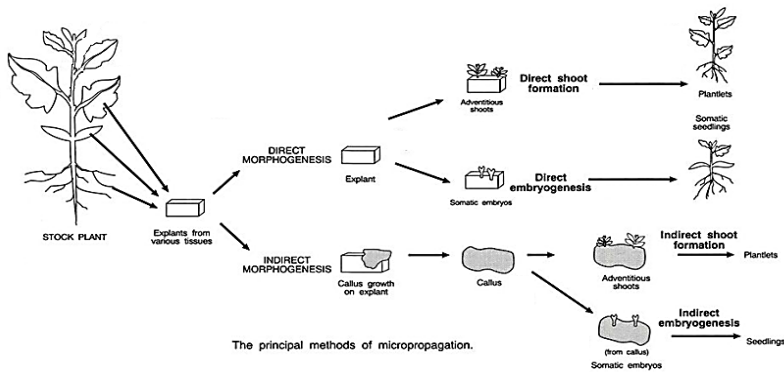 STOCK PLANT
Explants from
various tissues
DIRECT
MORPHOGENESIS
Explant
Adventitious
shoots
Direct shoot
formation
Plantlets
Somatic
seedlings
Somatic embryos
Direct
embryogenesis
INDIRECT
MORPHOGENESIS
Callus growth
on explant
Callus
Adventitious
shoots
Indirect shoot
formation
Plantlets
(from callus)
Somatic embryos
Indirect
embryogenesis
Seedlings
The principal methods of micropropagation.